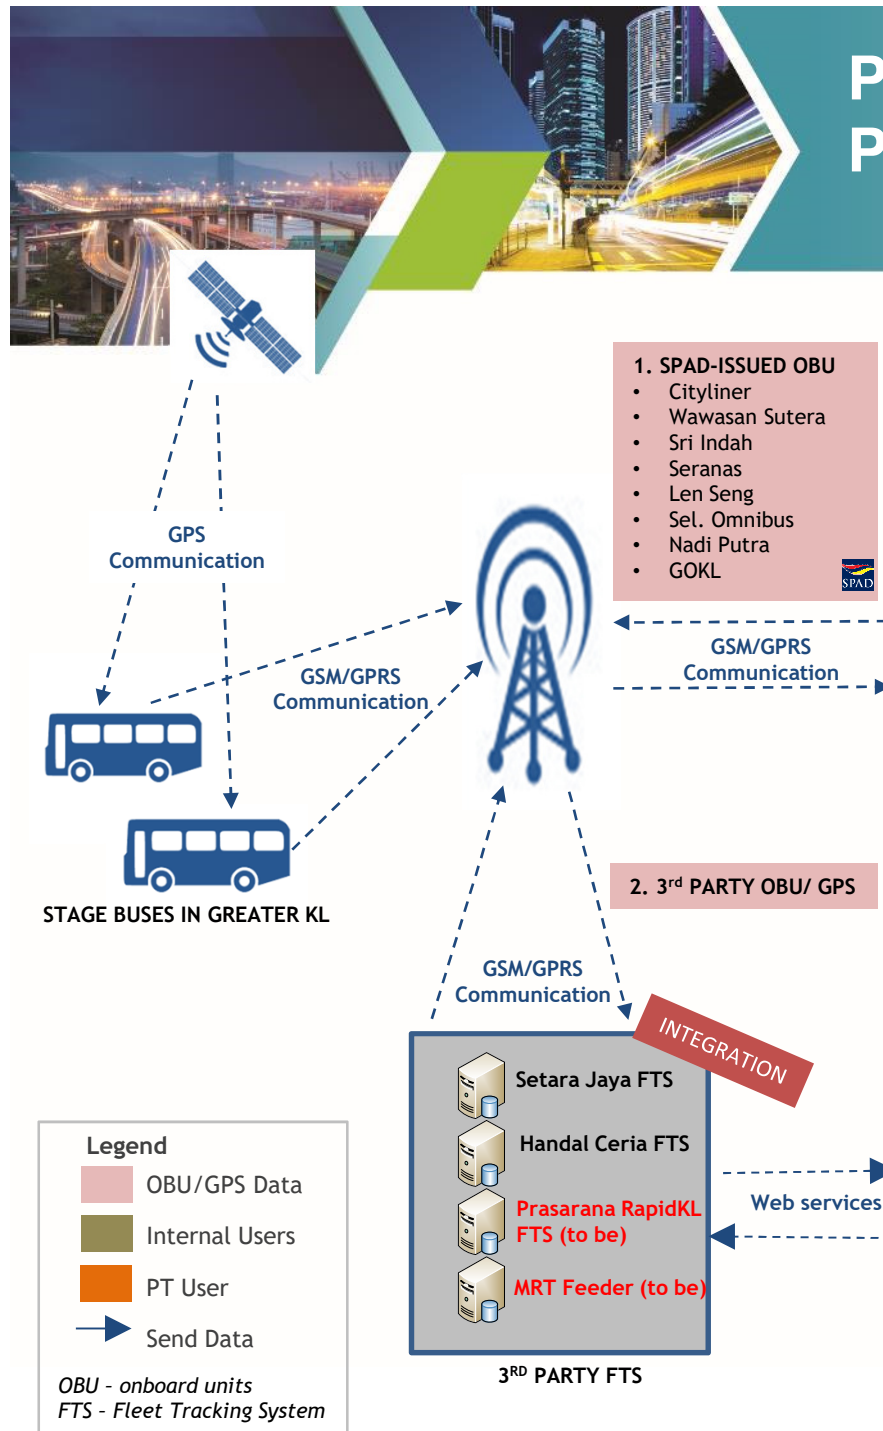 P
P
1. SPAD-ISSUED OBU
• Cityliner
• Wawasan Sutera
• Sri Indah
• Seranas
• Len Seng
• Sel. Omnibus
• Nadi Putra
• GOKL
SPAD
GPS
Communication
GSM/GPRS
Communication
GSM/GPRS
Communication
STAGE BUSES IN GREATER KL
2. 3rd PARTY OBU/ GPS
GSM/GPRS
Communication
INTEGRATION
Setara Jaya FTS
Handal Ceria FTS
Prasarana RapidKL
FTS (to be)
MRT Feeder (to be)
Web services
3RD PARTY FTS
Legend
OBU/GPS Data
Internal Users
PT User
Send Data
OBU – onboard units
FTS – Fleet Tracking System